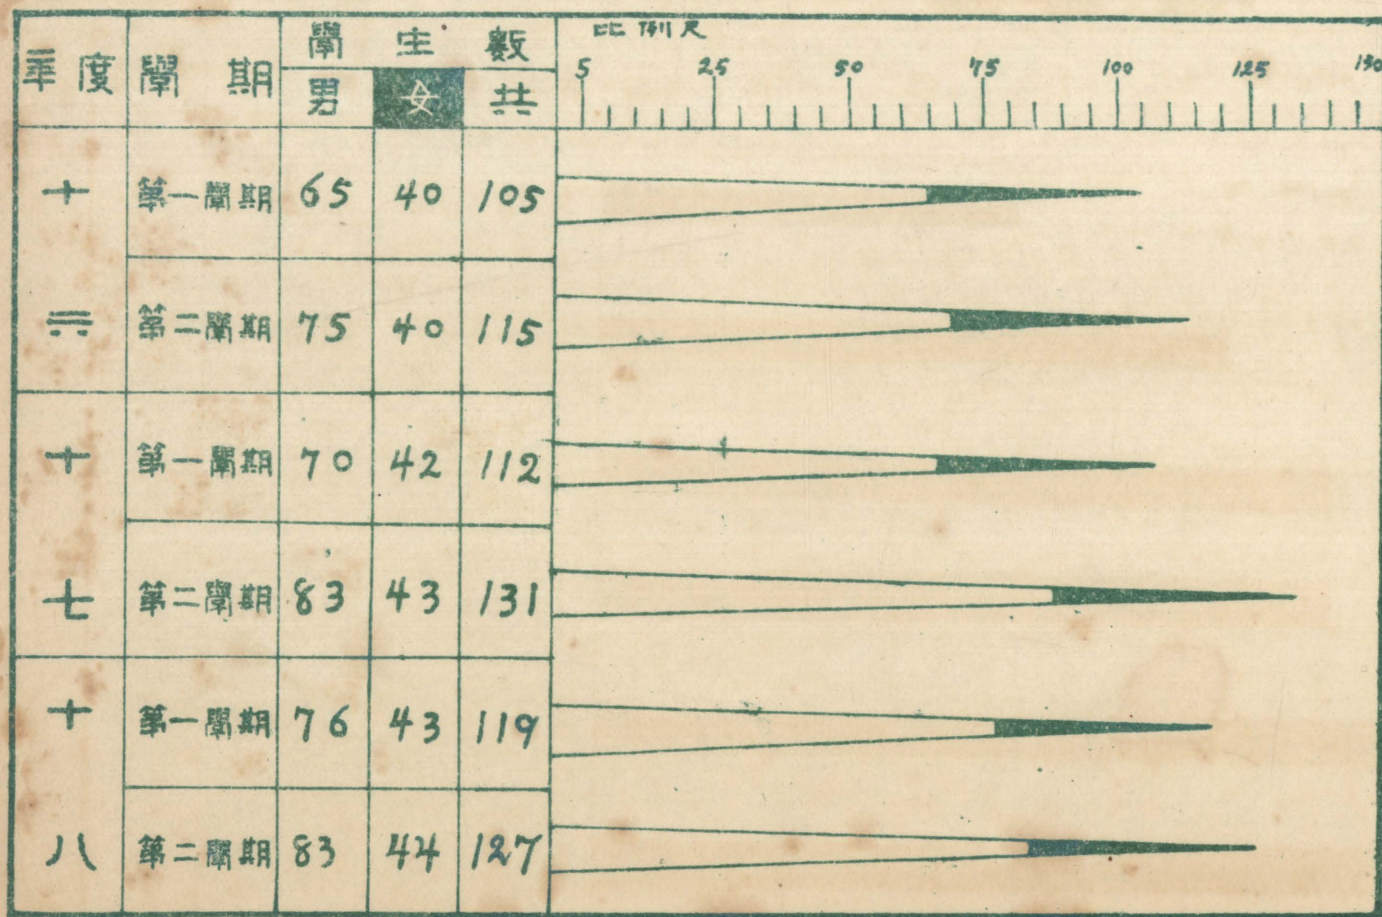 年度 學期 學生數 比例尺
男 女 共 5 25 50 75 100 125 130
十六 第一學期 65 40 105
第二學期 75 40 115
十七 第一學期 70 42 112
第二學期 83 43 131
十八 第一學期 76 43 119
第二學期 83 44 127